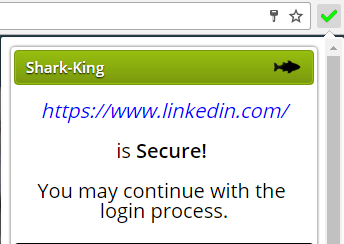 Shark-King
https://www.linkedin.com/
is Secure!
You may continue with the
login process.